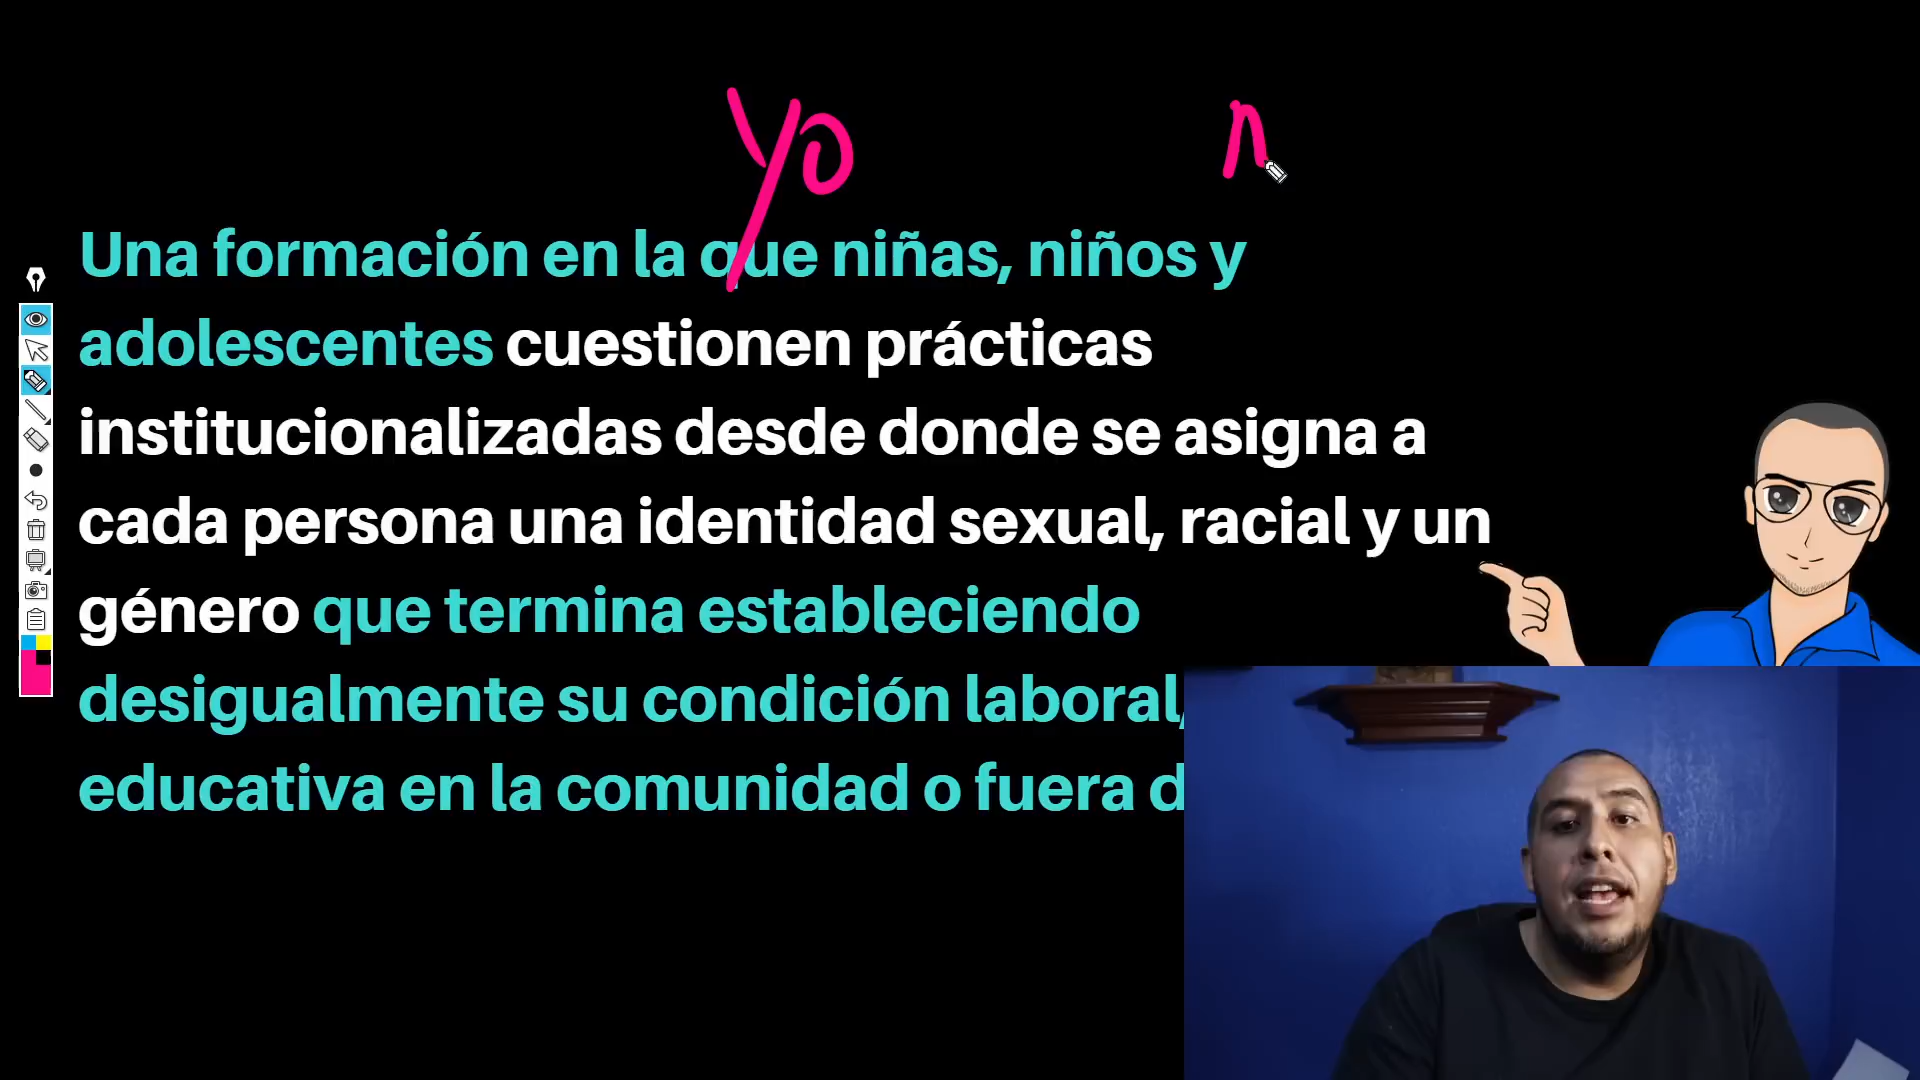 yo n
Una formación en la que niñas, niños y
adolescentes cuestionen prácticas
institucionalizadas desde donde se asigna a
cada persona una identidad sexual, racial y un
género que termina estableciendo
desigualmente su condición laboral,
educativa en la comunidad o fuera d